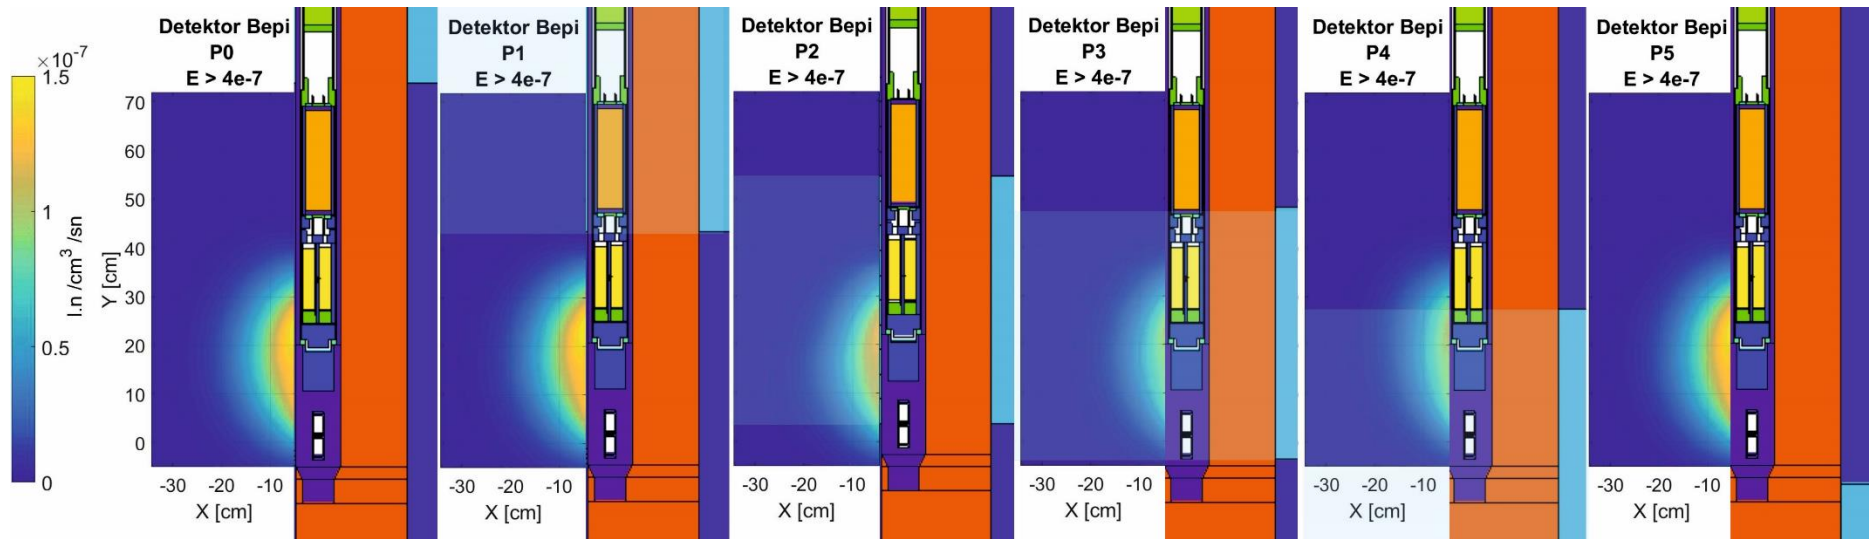 ×10⁻⁷
1.5
1
0.5
0
I.n /cm³ /sn
Detektor Bepi
P0
E > 4e-7
Detektor Bepi
P1
E > 4e-7
Detektor Bepi
P2
E > 4e-7
Detektor Bepi
P3
E > 4e-7
Detektor Bepi
P4
E > 4e-7
Detektor Bepi
P5
E > 4e-7
70
60
50
40
30
20
10
0
Y [cm]
-30 -20 -10
X [cm]
-30 -20 -10
X [cm]
-30 -20 -10
X [cm]
-30 -20 -10
X [cm]
-30 -20 -10
X [cm]
-30 -20 -10
X [cm]